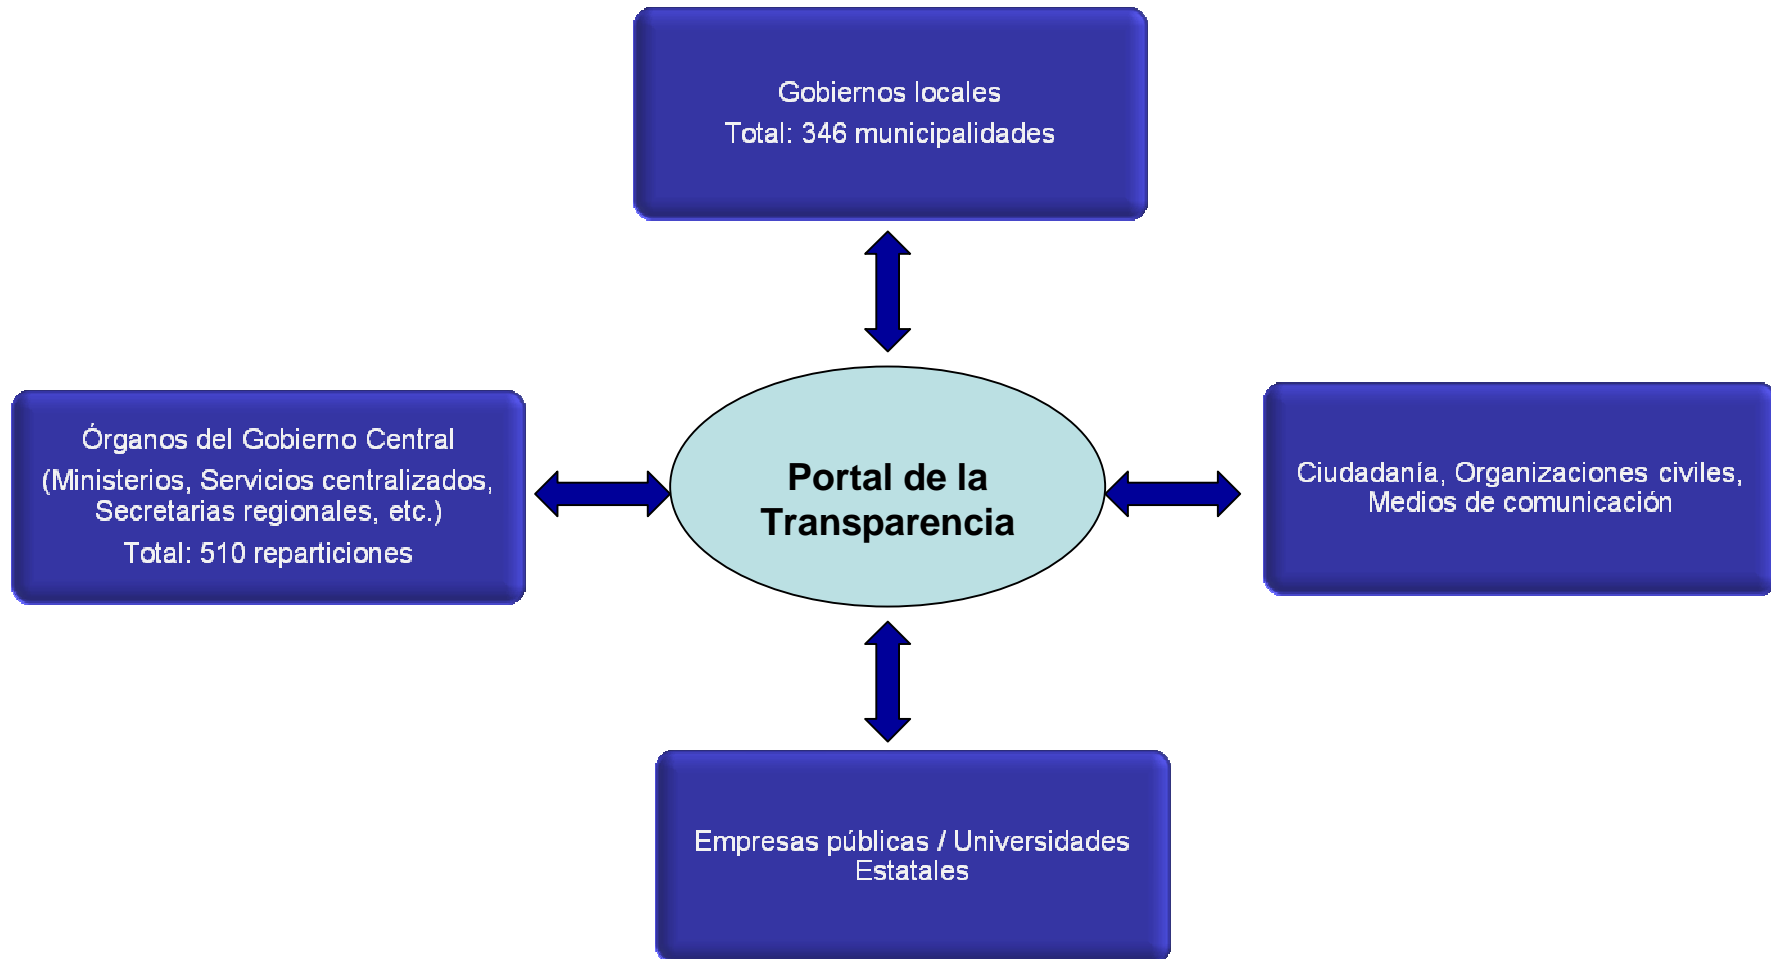 Gobiernos locales
Total: 346 municipalidades
Órganos del Gobierno Central
(Ministerios, Servicios centralizados,
Secretarias regionales, etc.)
Total: 510 reparticiones
Portal de la
Transparencia
Ciudadanía, Organizaciones civiles,
Medios de comunicación
Empresas públicas / Universidades
Estatales